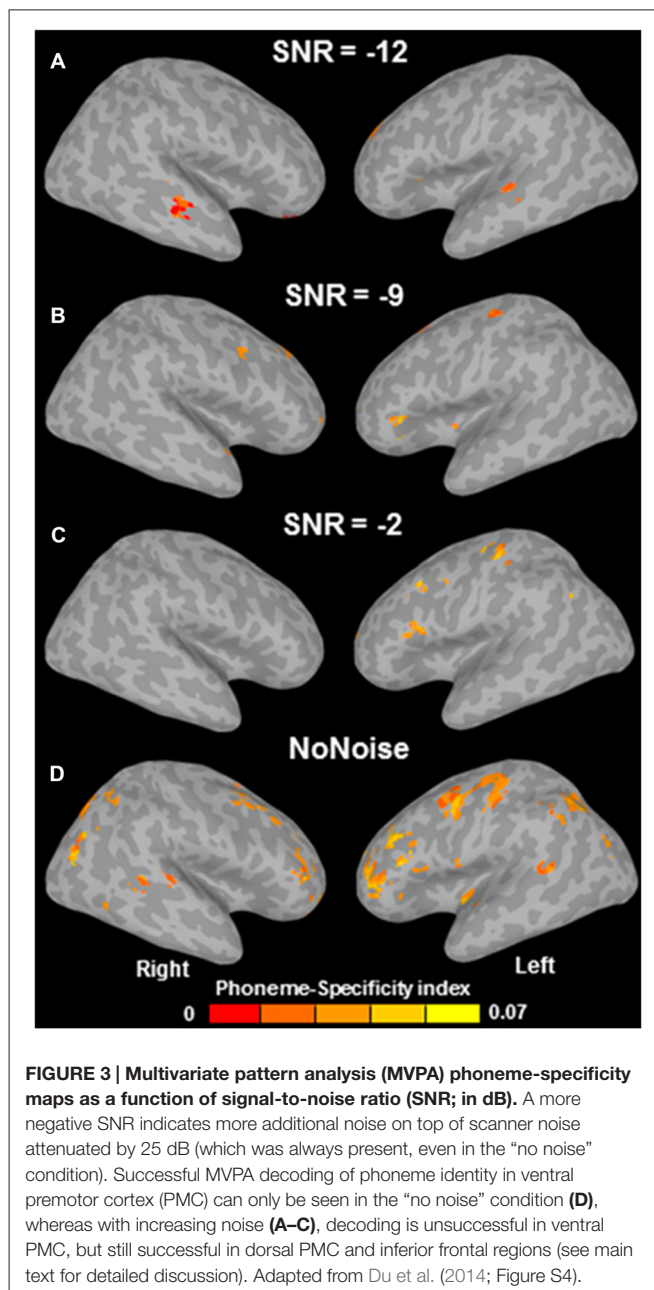 A
SNR = -12
B
SNR = -9
C
SNR = -2
D
NoNoise
Right
Left
Phoneme-Specificity index
0
0.07
FIGURE 3 | Multivariate pattern analysis (MVPA) phoneme-specificity
maps as a function of signal-to-noise ratio (SNR; in dB). A more
negative SNR indicates more additional noise on top of scanner noise
attenuated by 25 dB (which was always present, even in the “no noise”
condition). Successful MVPA decoding of phoneme identity in ventral
premotor cortex (PMC) can only be seen in the “no noise” condition (D),
whereas with increasing noise (A–C), decoding is unsuccessful in ventral
PMC, but still successful in dorsal PMC and inferior frontal regions (see main
text for detailed discussion). Adapted from Du et al. (2014; Figure S4).